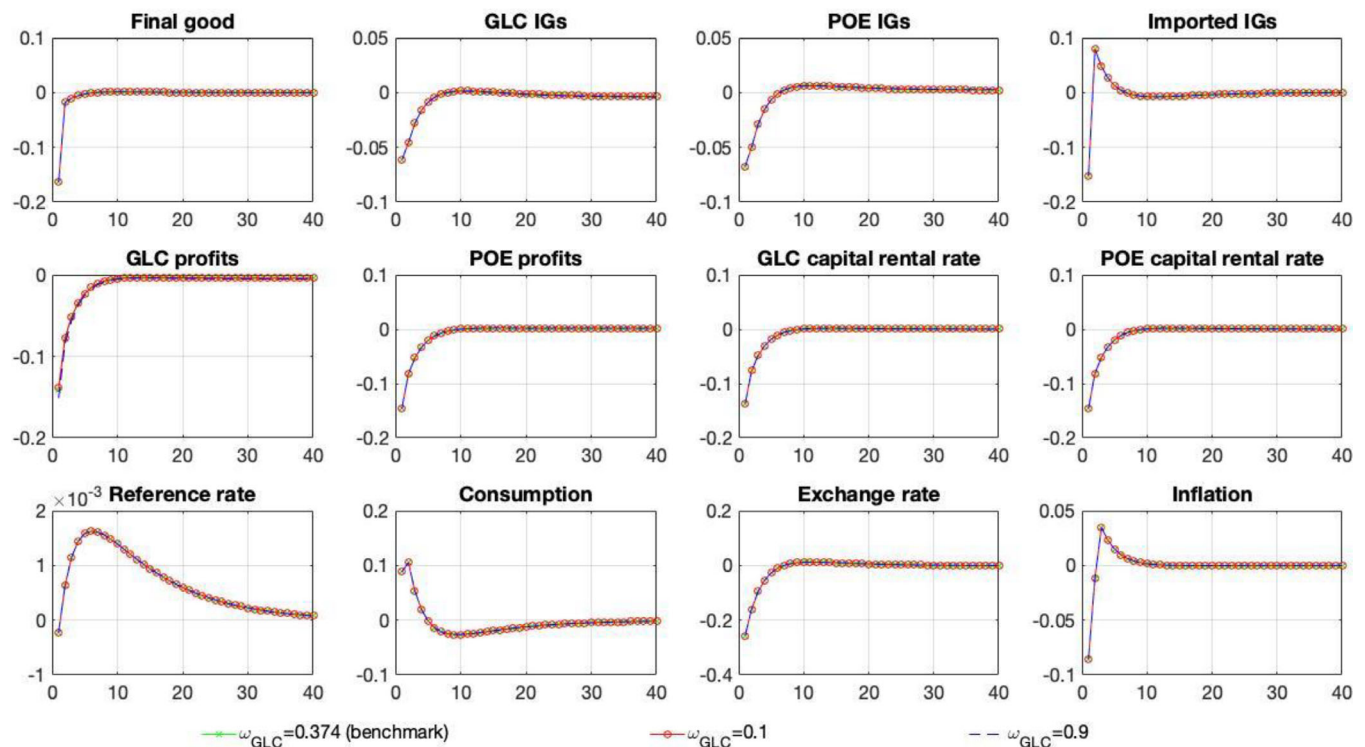 Final good
0.1
0
-0.1
-0.2
0 10 20 30 40
GLC IGs
0.05
0
-0.05
-0.1
0 10 20 30 40
POE IGs
0.05
0
-0.05
-0.1
0 10 20 30 40
Imported IGs
0.1
0
-0.1
-0.2
0 10 20 30 40
GLC profits
0
-0.1
-0.2
0 10 20 30 40
POE profits
0.1
0
-0.1
-0.2
0 10 20 30 40
GLC capital rental rate
0.1
0
-0.1
-0.2
0 10 20 30 40
POE capital rental rate
0.1
0
-0.1
-0.2
0 10 20 30 40
×10⁻³ Reference rate
2
1
0
-1
0 10 20 30 40
Consumption
0.2
0.1
0
-0.1
0 10 20 30 40
Exchange rate
0.2
0
-0.2
-0.4
0 10 20 30 40
Inflation
0.05
0
-0.05
-0.1
0 10 20 30 40
ω_GLC=0.374 (benchmark) ω_GLC=0.1 ω_GLC=0.9